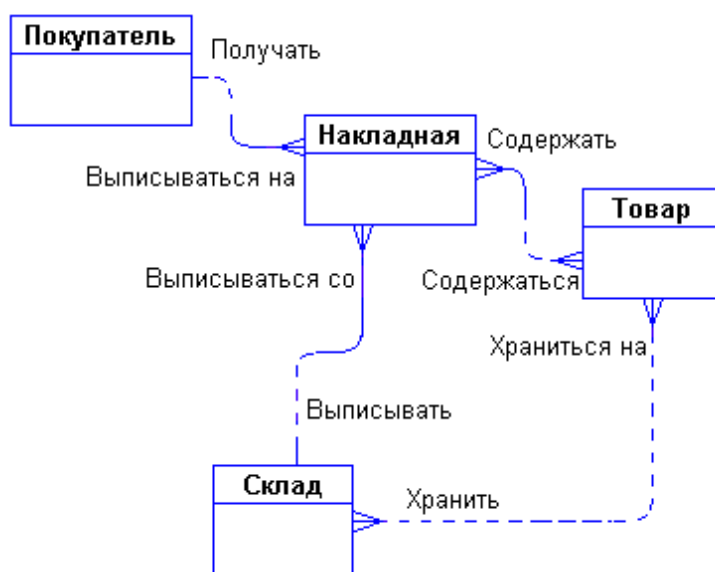 Покупатель
Получать
Накладная
Содержать
Выписываться на
Товар
Выписываться со
Содержаться
Храниться на
Выписывать
Склад
Хранить